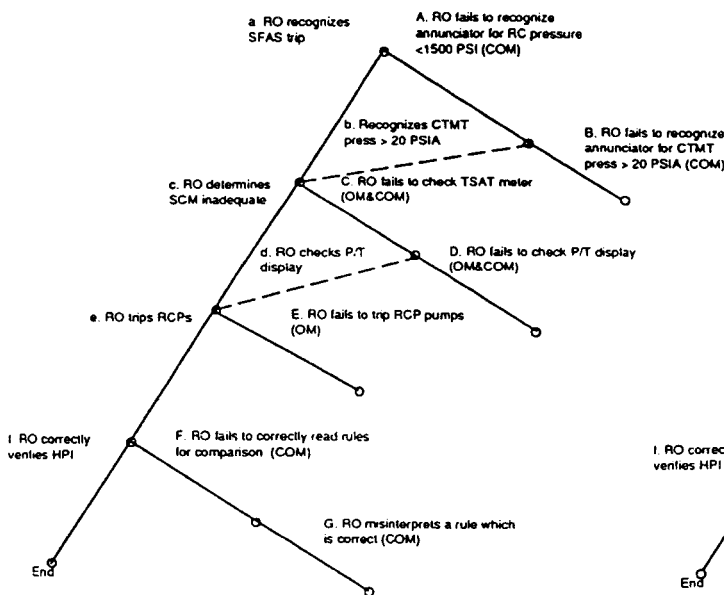 a. RO recognizes
SFAS trip
A. RO fails to recognize
annunciator for RC pressure
<1500 PSI (COM)
b. Recognizes CTMT
press > 20 PSIA
B. RO fails to recognize
annunciator for CTMT
press > 20 PSIA (COM)
c. RO determines
SCM inadequate
C. RO fails to check TSAT meter
(OM&COM)
d. RO checks P/T
display
D. RO fails to check P/T display
(OM&COM)
e. RO trips RCPs
E. RO fails to trip RCP pumps
(OM)
f. RO correctly
verifies HPI
F. RO fails to correctly read rules
for comparison (COM)
G. RO misinterprets a rule which
is correct (COM)
End
f. RO correc
verifies HPI
End